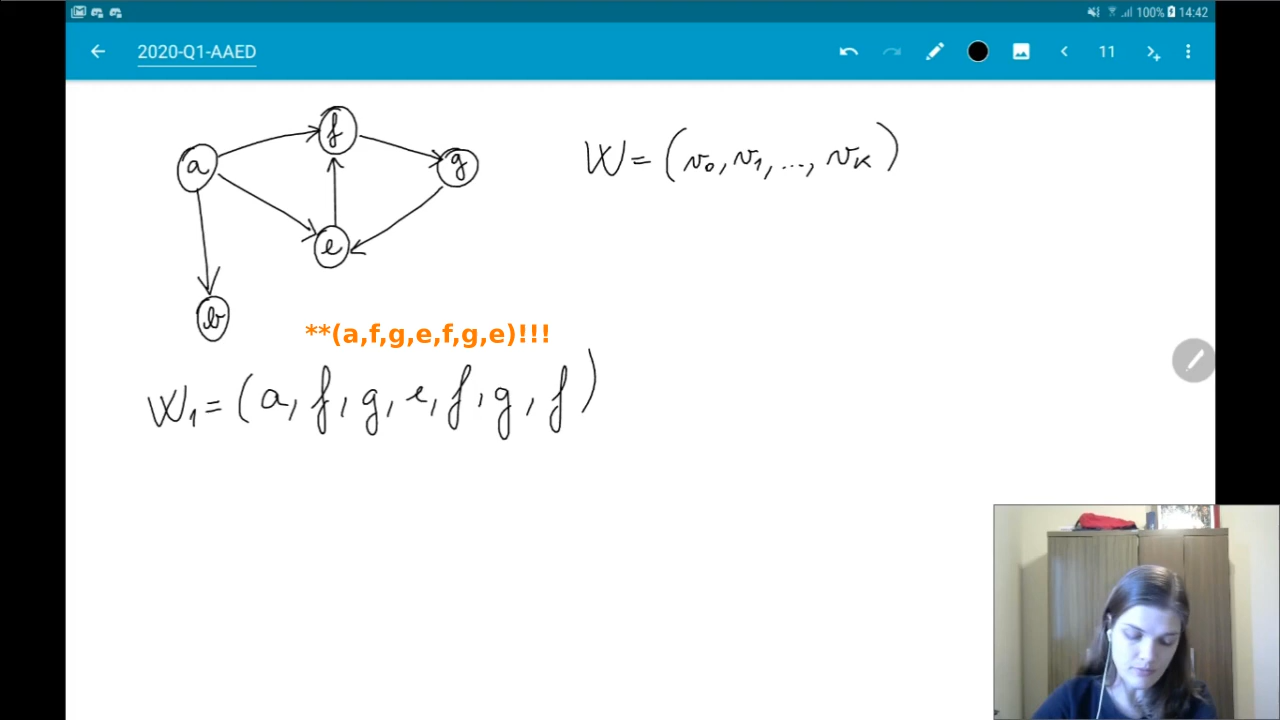 100% 14:42
2020-Q1-AAED
11
a
f
g
e
b
W = (v₀, v₁, ..., vₖ)
**(a,f,g,e,f,g,e)!!!
W₁ = (a, f, g, e, f, g, f)